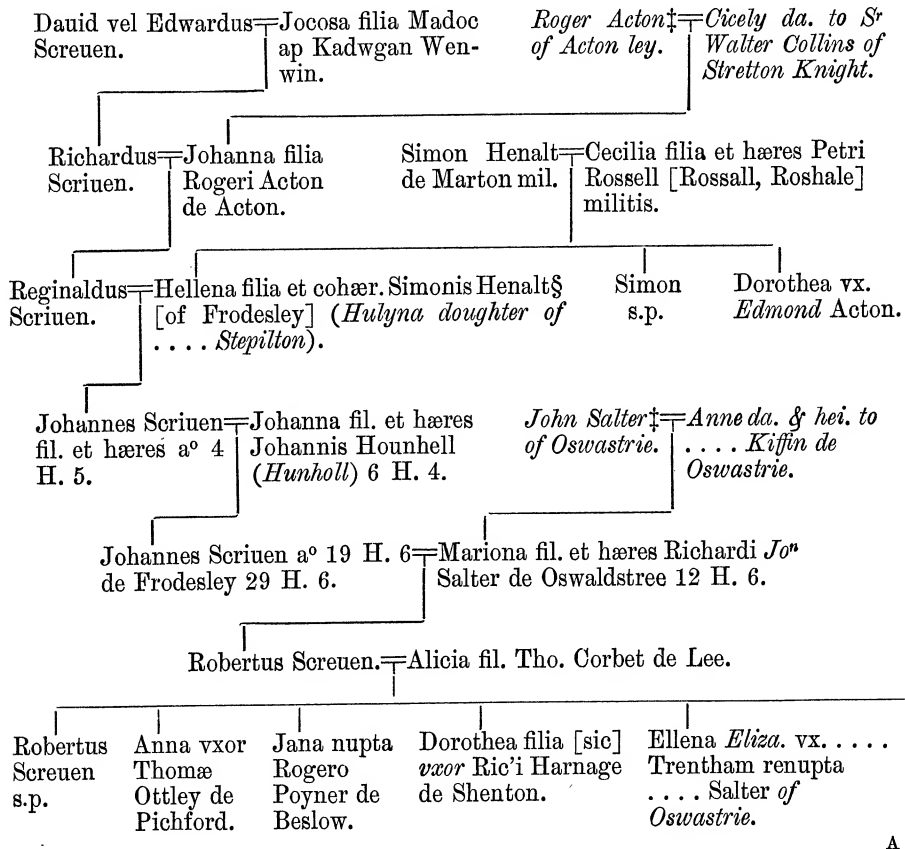 Dauid vel Edwardus Jocosa filia Madoc
Screuen. ap Kadwgan Wen-
win.
Roger Acton‡ Cicely da. to Sʳ
of Acton ley. Walter Collins of
Stretton Knight.
Richardus Johanna filia
Scriuen. Rogeri Acton
de Acton.
Simon Henalt Cecilia filia et hæres Petri
de Marton mil. Rossell [Rossall, Roshale]
militis.
Reginaldus Hellena filia et cohær. Simonis Henalt§
Scriuen. [of Frodesley] (Hulyna doughter of
. . . . Stepilton).
Simon
s.p.
Dorothea vx.
Edmond Acton.
Johannes Scriuen Johanna fil. et hæres
fil. et hæres aº 4 Johannis Hounhell
H. 5. (Hunholl) 6 H. 4.
John Salter‡ Anne da. & hei. to
of Oswastrie. . . . . Kiffin de
Oswastrie.
Johannes Scriuen aº 19 H. 6 Mariona fil. et hæres Richardi Joⁿ
de Frodesley 29 H. 6. Salter de Oswaldstree 12 H. 6.
Robertus Screuen. Alicia fil. Tho. Corbet de Lee.
Robertus
Screuen
s.p.
Anna vxor
Thomæ
Ottley de
Pichford.
Jana nupta
Rogero
Poyner de
Beslow.
Dorothea filia [sic]
vxor Ric'i Harnage
de Shenton.
Ellena Eliza. vx. . . . . .
Trentham renupta
. . . . Salter of
Oswastrie.
A